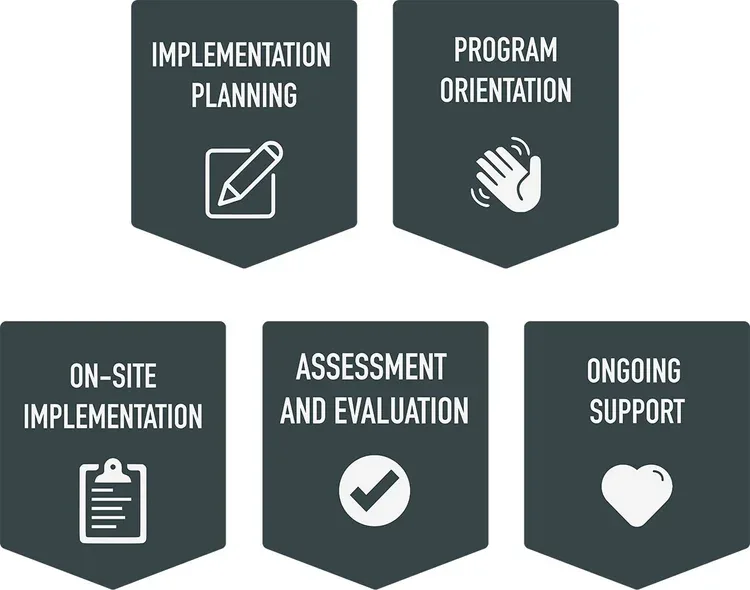 IMPLEMENTATION
PLANNING
PROGRAM
ORIENTATION
ON-SITE
IMPLEMENTATION
ASSESSMENT
AND EVALUATION
ONGOING
SUPPORT